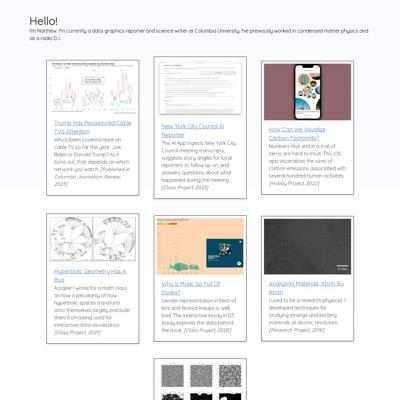 Hello!
I'm Matthew. I'm currently a data graphics reporter and science writer at Columbia University. I've previously worked in condensed matter physics and
as a radio DJ.
Trump Has Recaptured Cable
TV's Attention
Who's been covered more on
cable TV so far this year, Joe
Biden or Donald Trump? As it
turns out, that depends on which
network you watch. [Published in
Columbia Journalism Review,
2023]
New York City Council AI
Reporter
This AI App ingests New York City
Council meeting transcripts,
suggests story angles for local
reporters to follow up on, and
answers questions about what
happened during the meeting.
[Class Project, 2023]
How Can We Visualize
Carbon Footprints?
Numbers that end in a trail of
zeros are hard to intuit. This iOS
app visceralizes the sizes of
carbon emissions associated with
several hundred human activities.
[Hobby Project, 2022]
Hyperbolic Geometry Has A
Bug
A paper I wrote for a math class
on how a peculiarity of how
hyperbolic spaces transform
onto themselves largely preclude
them from being used for
interactive data visualization.
[Class Project, 2021]
Why Is Music So Full Of
Dudes?
Gender representation in best-of
lists and festival lineups is, well,
bad. This interactive essay in D3
essay explores the data behind
the issue. [Class Project, 2020]
Analyzing Materials, Atom By
Atom
I used to be a research physicist. I
developed techniques for
studying strange and exciting
materials at atomic resolution.
[Research Project, 2018]